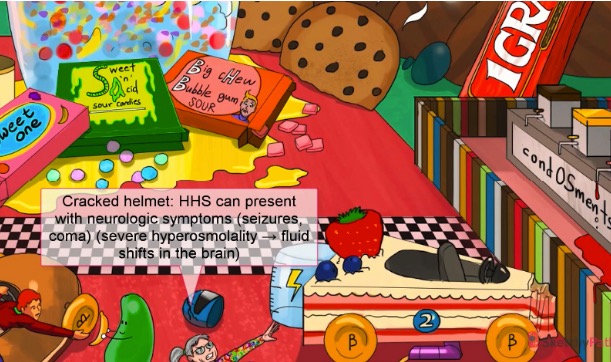 IGRA
Sweet
n'
Acid
sour candies
Big cHew
Bubble gum
SOUR
weet
one
condOSments
Cracked helmet: HHS can present
with neurologic symptoms (seizures,
coma) (severe hyperosmolality → fluid
shifts in the brain)
β
2
β
β